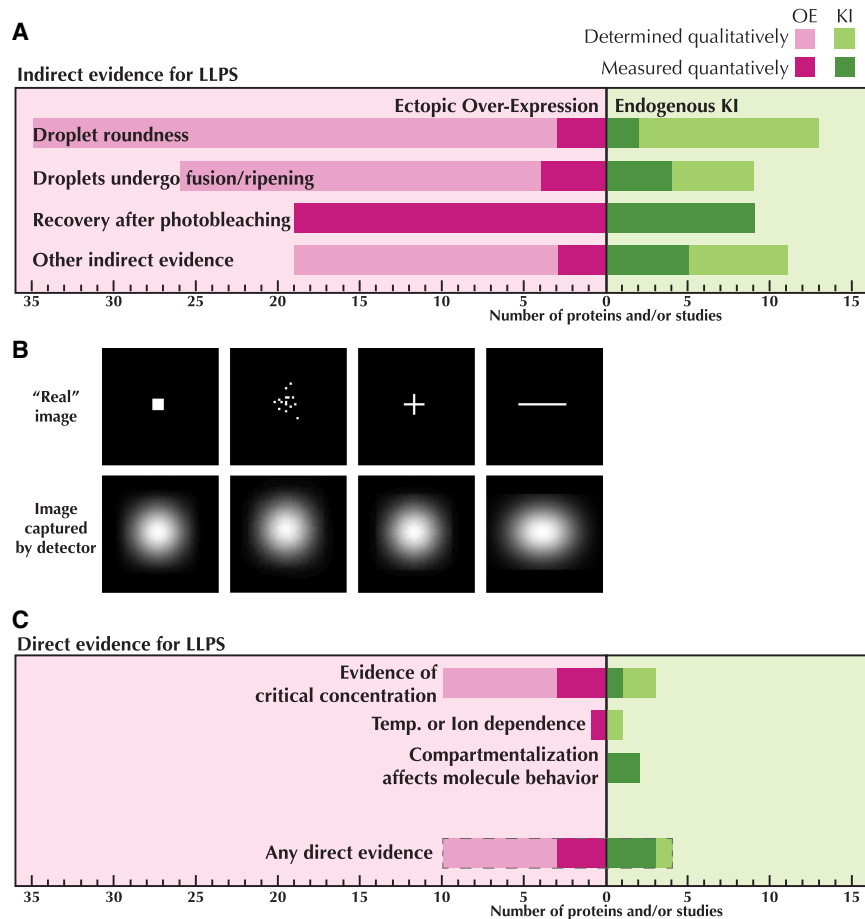 A
OE KI
Determined qualitatively
Measured quantatively
Indirect evidence for LLPS
Ectopic Over-Expression Endogenous KI
Droplet roundness
Droplets undergo fusion/ripening
Recovery after photobleaching
Other indirect evidence
35 30 25 20 15 10 5 0 5 10 15
Number of proteins and/or studies
B
“Real”
image
Image
captured
by detector
C
Direct evidence for LLPS
Evidence of
critical concentration
Temp. or Ion dependence
Compartmentalization
affects molecule behavior
Any direct evidence
35 30 25 20 15 10 5 0 5 10 15
Number of proteins and/or studies